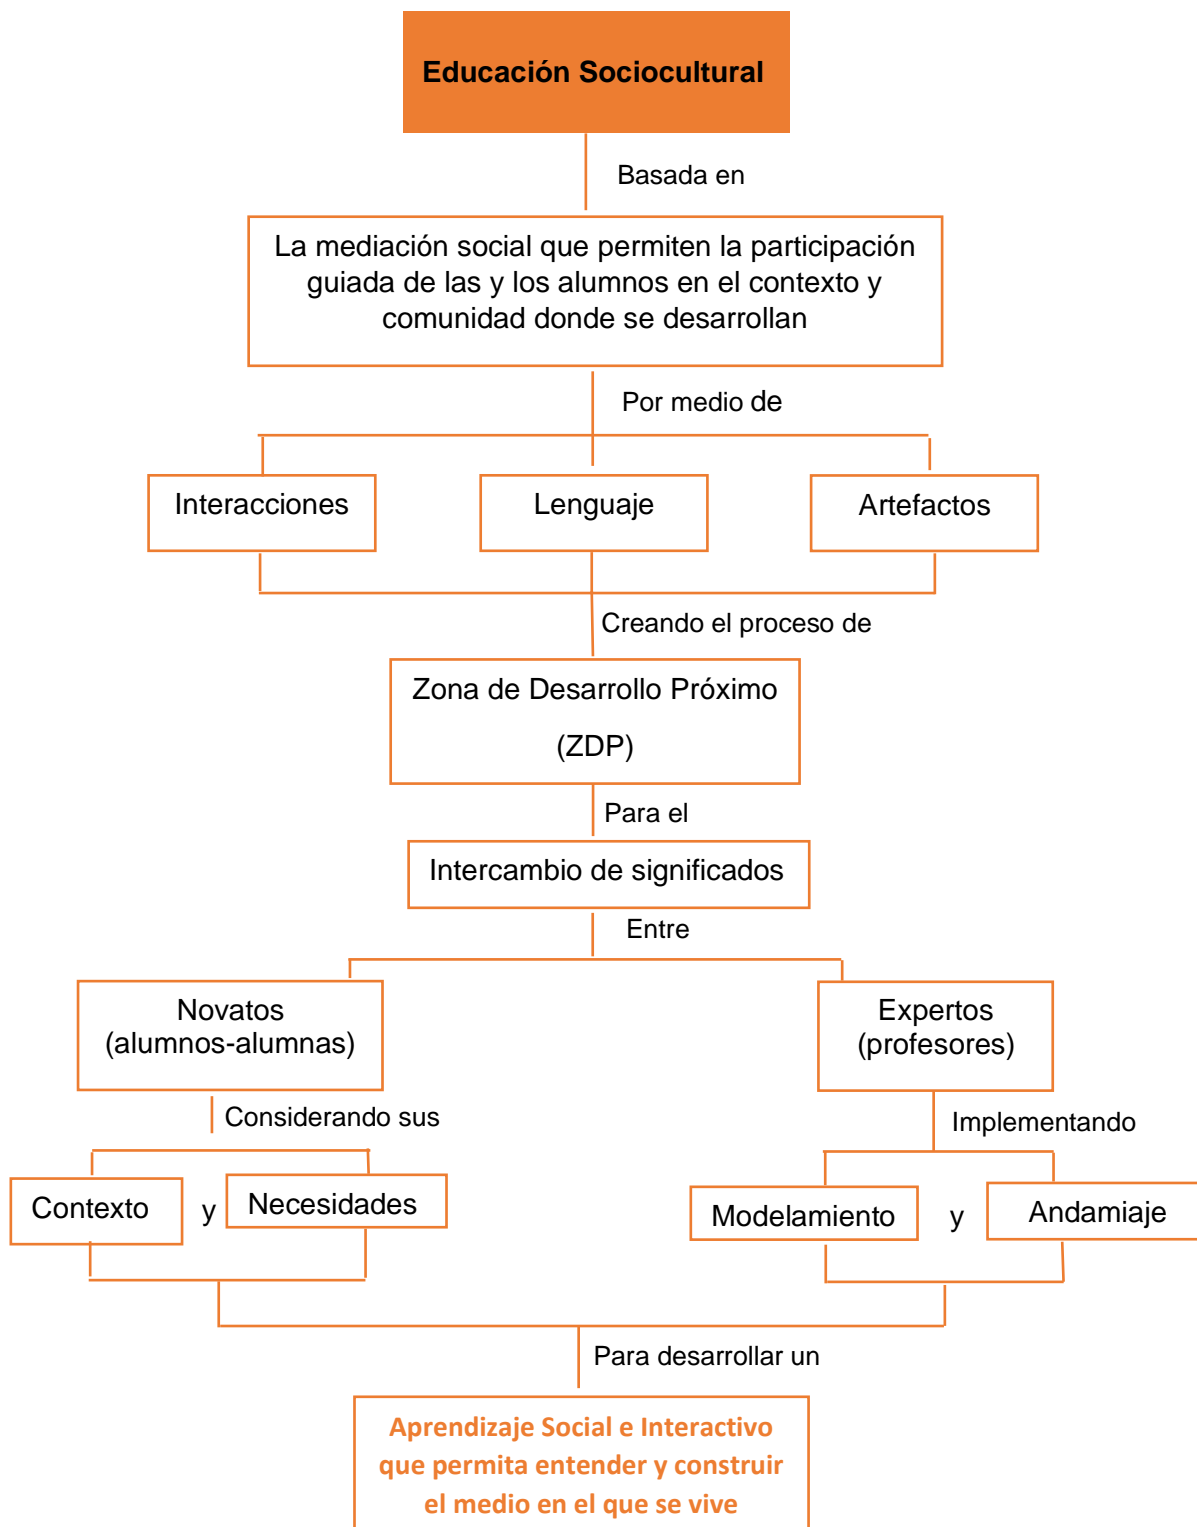 Educación Sociocultural
Basada en
La mediación social que permiten la participación
guiada de las y los alumnos en el contexto y
comunidad donde se desarrollan
Por medio de
Interacciones
Lenguaje
Artefactos
Creando el proceso de
Zona de Desarrollo Próximo
(ZDP)
Para el
Intercambio de significados
Entre
Novatos
(alumnos-alumnas)
Expertos
(profesores)
Considerando sus
Implementando
Contexto
y
Necesidades
Modelamiento
y
Andamiaje
Para desarrollar un
Aprendizaje Social e Interactivo
que permita entender y construir
el medio en el que se vive